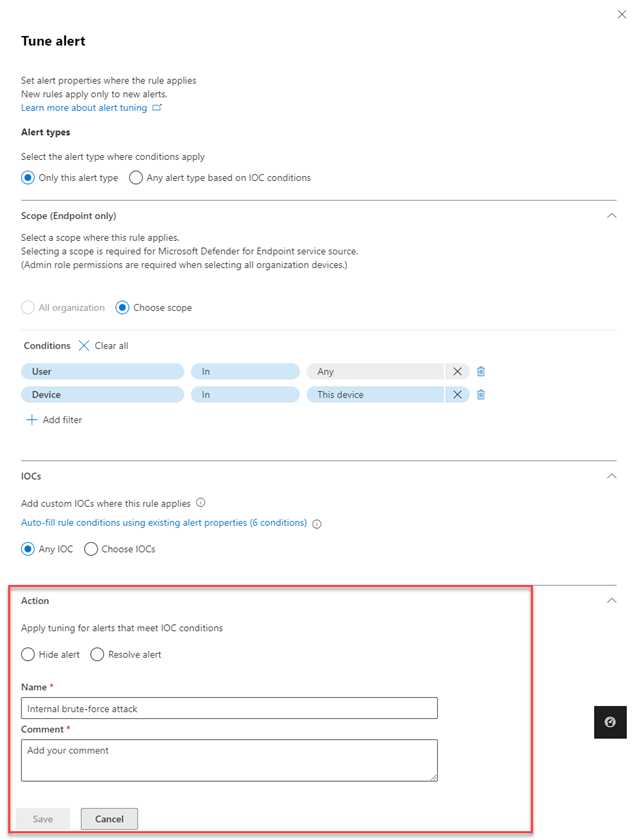 Tune alert
Set alert properties where the rule applies
New rules apply only to new alerts.
Learn more about alert tuning
Alert types
Select the alert type where conditions apply
Only this alert type Any alert type based on IOC conditions
Scope (Endpoint only)
Select a scope where this rule applies.
Selecting a scope is required for Microsoft Defender for Endpoint service source.
(Admin role permissions are required when selecting all organization devices.)
All organization Choose scope
Conditions Clear all
User In Any
Device In This device
Add filter
IOCs
Add custom IOCs where this rule applies
Auto-fill rule conditions using existing alert properties (6 conditions)
Any IOC Choose IOCs
Action
Apply tuning for alerts that meet IOC conditions
Hide alert Resolve alert
Name *
Internal brute-force attack
Comment *
Add your comment
Save Cancel